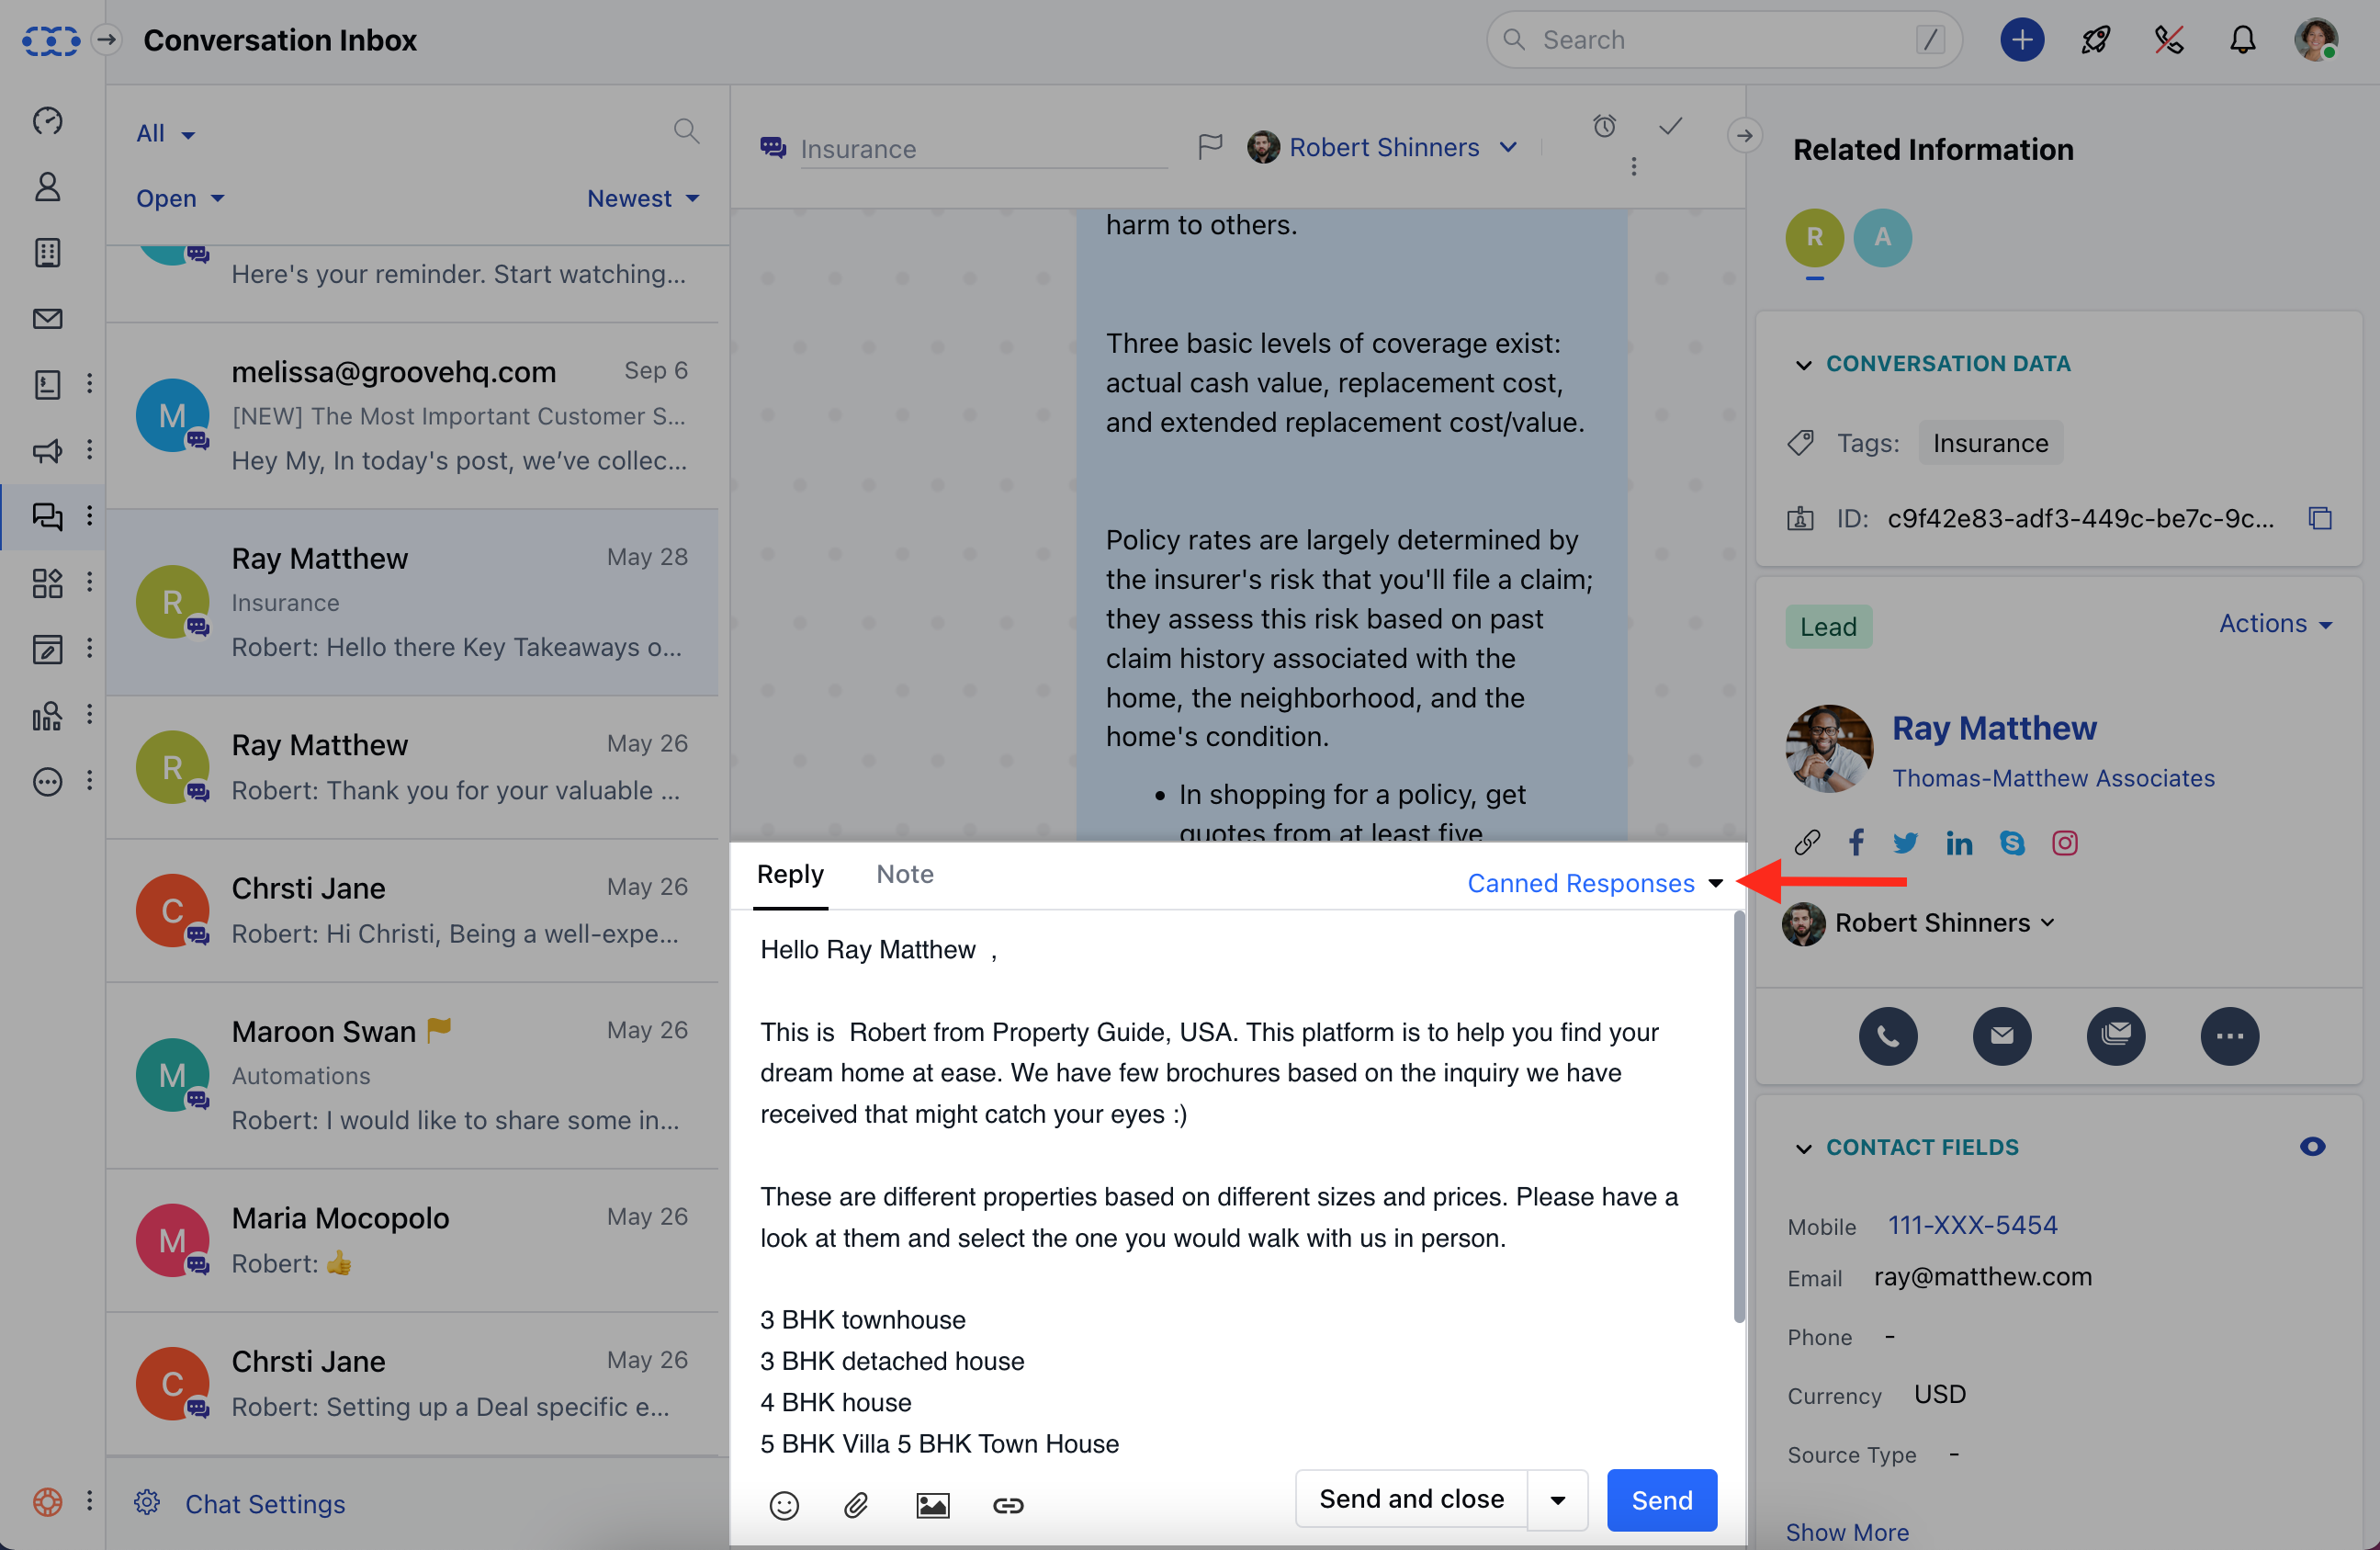 Conversation Inbox
Search /
All
Open Newest
Here's your reminder. Start watching...
M
melissa@groovehq.com Sep 6
[NEW] The Most Important Customer S...
Hey My, In today's post, we’ve collec...
R
Ray Matthew May 28
Insurance
Robert: Hello there Key Takeaways o...
R
Ray Matthew May 26
Robert: Thank you for your valuable ...
C
Chrsti Jane May 26
Robert: Hi Christi, Being a well-expe...
M
Maroon Swan May 26
Automations
Robert: I would like to share some in...
M
Maria Mocopolo May 26
Robert: 👍
C
Chrsti Jane May 26
Robert: Setting up a Deal specific e...
Chat Settings
Insurance
Robert Shinners
harm to others.
Three basic levels of coverage exist:
actual cash value, replacement cost,
and extended replacement cost/value.
Policy rates are largely determined by
the insurer's risk that you'll file a claim;
they assess this risk based on past
claim history associated with the
home, the neighborhood, and the
home's condition.
• In shopping for a policy, get
quotes from at least five
Reply Note Canned Responses
Hello Ray Matthew ,
This is Robert from Property Guide, USA. This platform is to help you find your
dream home at ease. We have few brochures based on the inquiry we have
received that might catch your eyes :)
These are different properties based on different sizes and prices. Please have a
look at them and select the one you would walk with us in person.
3 BHK townhouse
3 BHK detached house
4 BHK house
5 BHK Villa 5 BHK Town House
Send and close Send
Related Information
R A
CONVERSATION DATA
Tags: Insurance
ID: c9f42e83-adf3-449c-be7c-9c...
Lead Actions
Ray Matthew
Thomas-Matthew Associates
Robert Shinners
CONTACT FIELDS
Mobile 111-XXX-5454
Email ray@matthew.com
Phone -
Currency USD
Source Type -
Show More